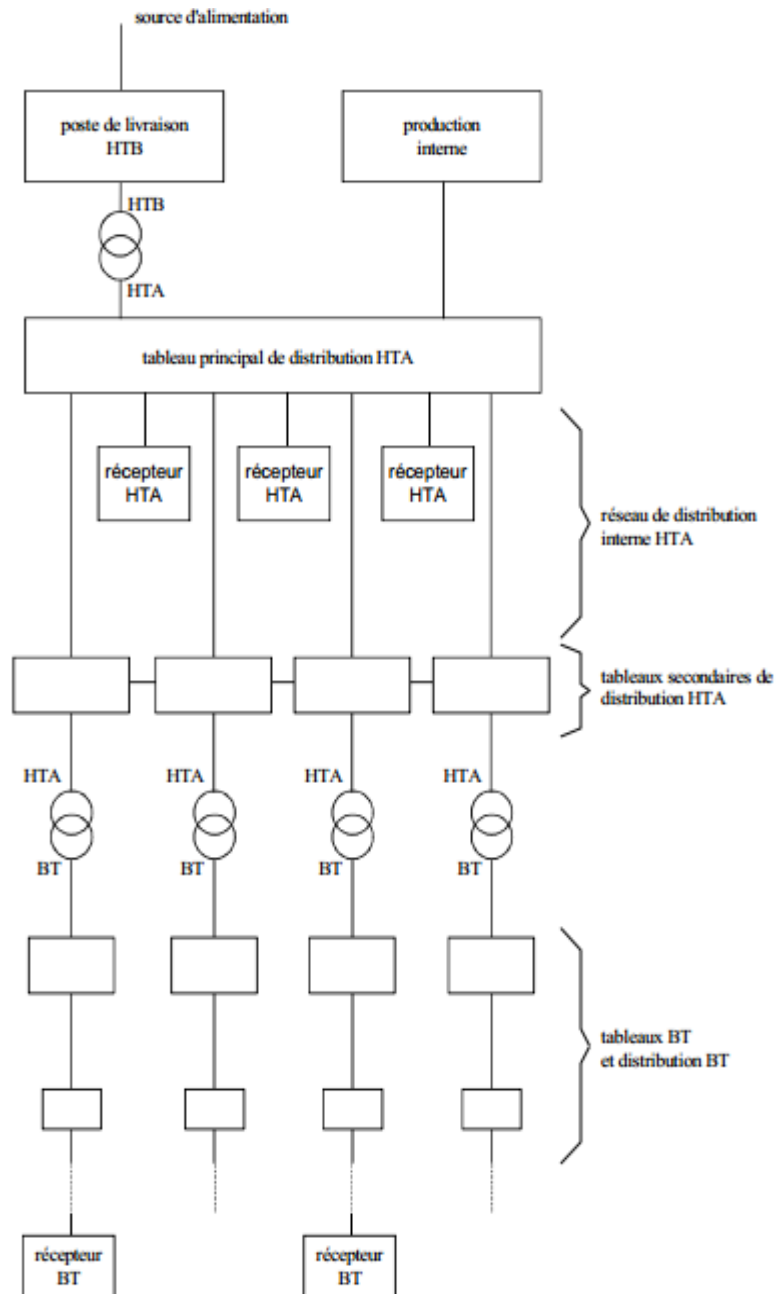 source d'alimentation
poste de livraison
HTB
production
interne
HTB
HTA
tableau principal de distribution HTA
récepteur
HTA
récepteur
HTA
récepteur
HTA
réseau de distribution
interne HTA
tableaux secondaires de
distribution HTA
HTA
HTA
HTA
HTA
BT
BT
BT
BT
tableaux BT
et distribution BT
récepteur
BT
récepteur
BT